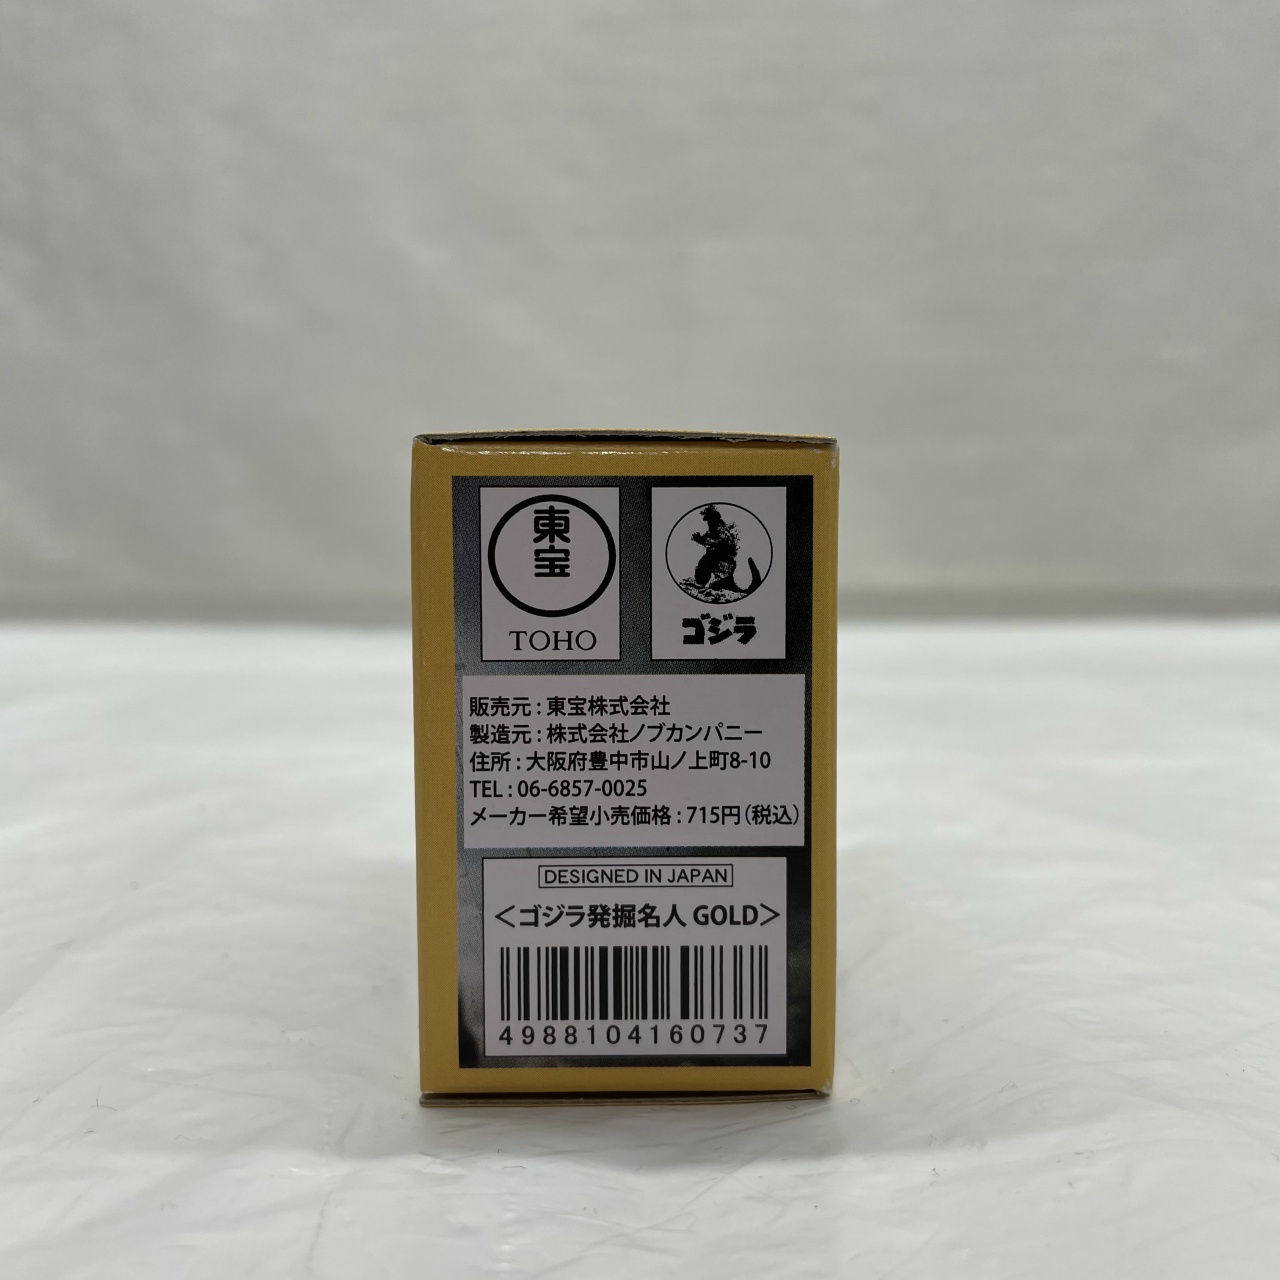 東宝
TOHO
ゴジラ
販売元 : 東宝株式会社
製造元 : 株式会社ノブカンパニー
住所 : 大阪府豊中市山ノ上町8-10
TEL : 06-6857-0025
メーカー希望小売価格 : 715円(税込)
DESIGNED IN JAPAN
＜ゴジラ発掘名人 GOLD＞
4988104160737